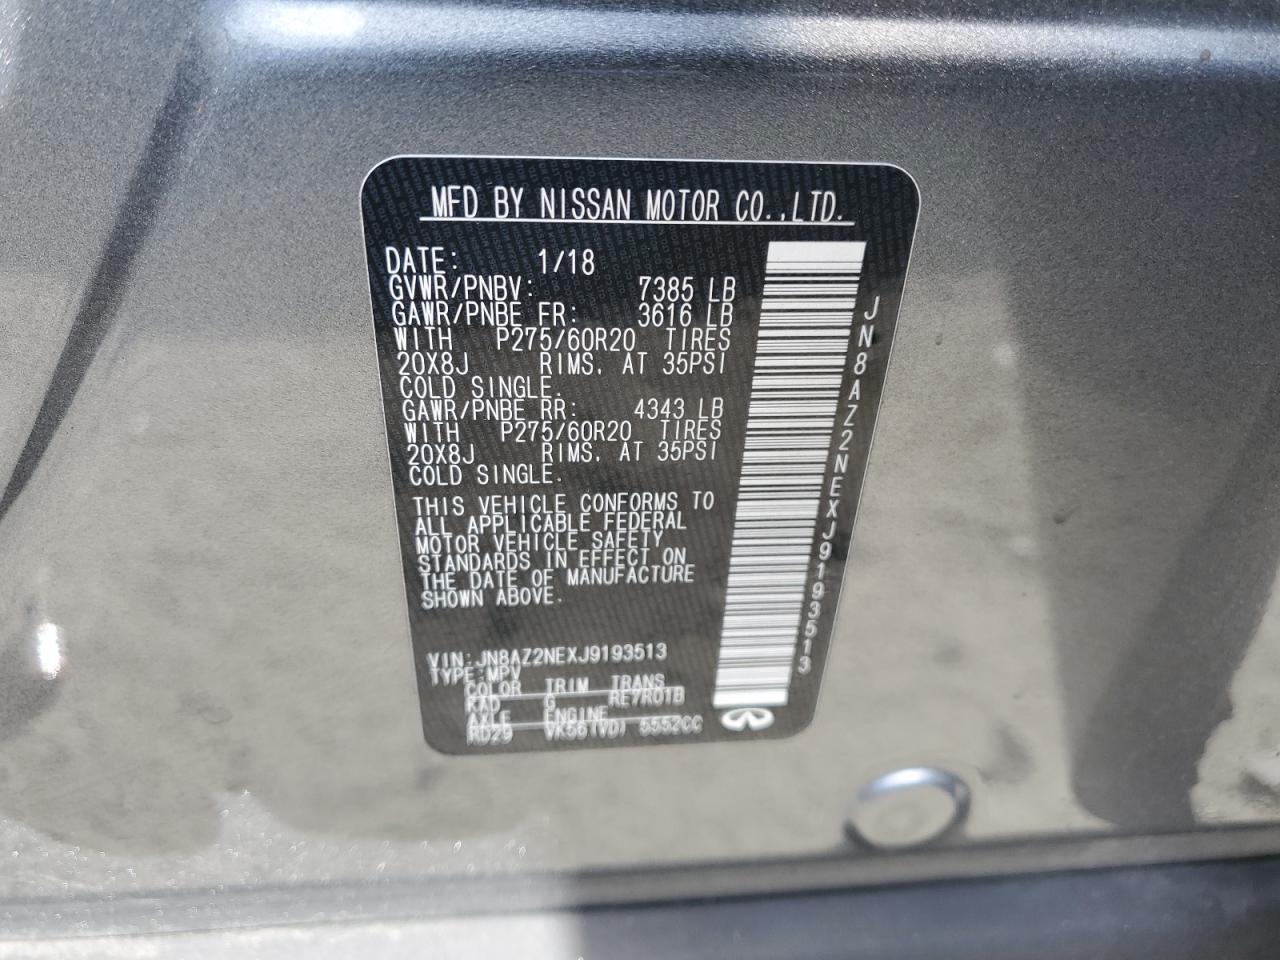 MFD BY NISSAN MOTOR CO.,LTD.
DATE: 1/18
GVWR/PNBV: 7385 LB
GAWR/PNBE FR: 3616 LB
WITH P275/60R20 TIRES
20X8J RIMS. AT 35PSI
COLD SINGLE.
GAWR/PNBE RR: 4343 LB
WITH P275/60R20 TIRES
20X8J RIMS. AT 35PSI
COLD SINGLE.
THIS VEHICLE CONFORMS TO
ALL APPLICABLE FEDERAL
MOTOR VEHICLE SAFETY
STANDARDS IN EFFECT ON
THE DATE OF MANUFACTURE
SHOWN ABOVE.
VIN:JN8AZ2NEXJ9193513
TYPE:MPV
COLOR TRIM TRANS
KAD G RE7R01B
AXLE ENGINE
RD29 VK56(VD) 5552CC
JN8AZ2NEXJ9193513